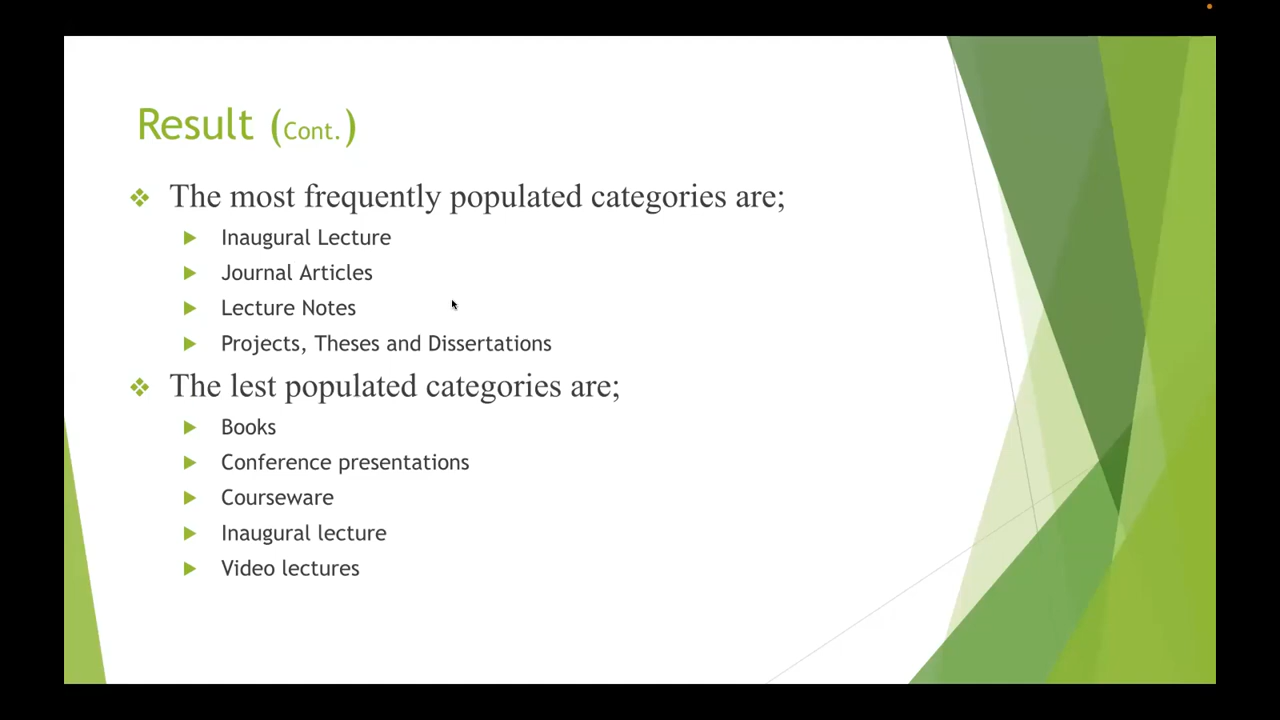 Result (Cont.)
The most frequently populated categories are;
Inaugural Lecture
Journal Articles
Lecture Notes
Projects, Theses and Dissertations
The lest populated categories are;
Books
Conference presentations
Courseware
Inaugural lecture
Video lectures